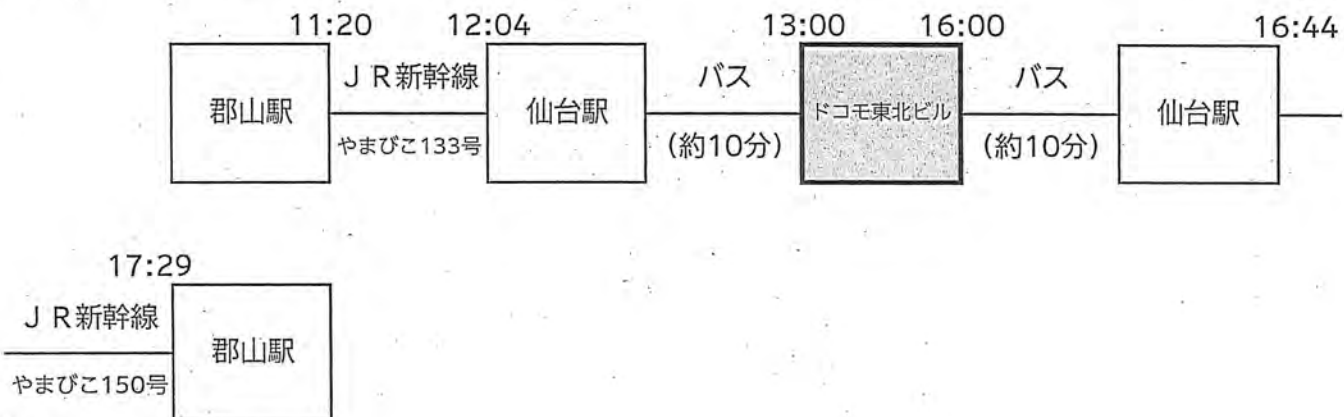 11:20 12:04 13:00 16:00 16:44
JR新幹線 バス バス
郡山駅 仙台駅 ドコモ東北ビル 仙台駅
やまびこ133号 (約10分) (約10分)
17:29
JR新幹線
郡山駅
やまびこ150号